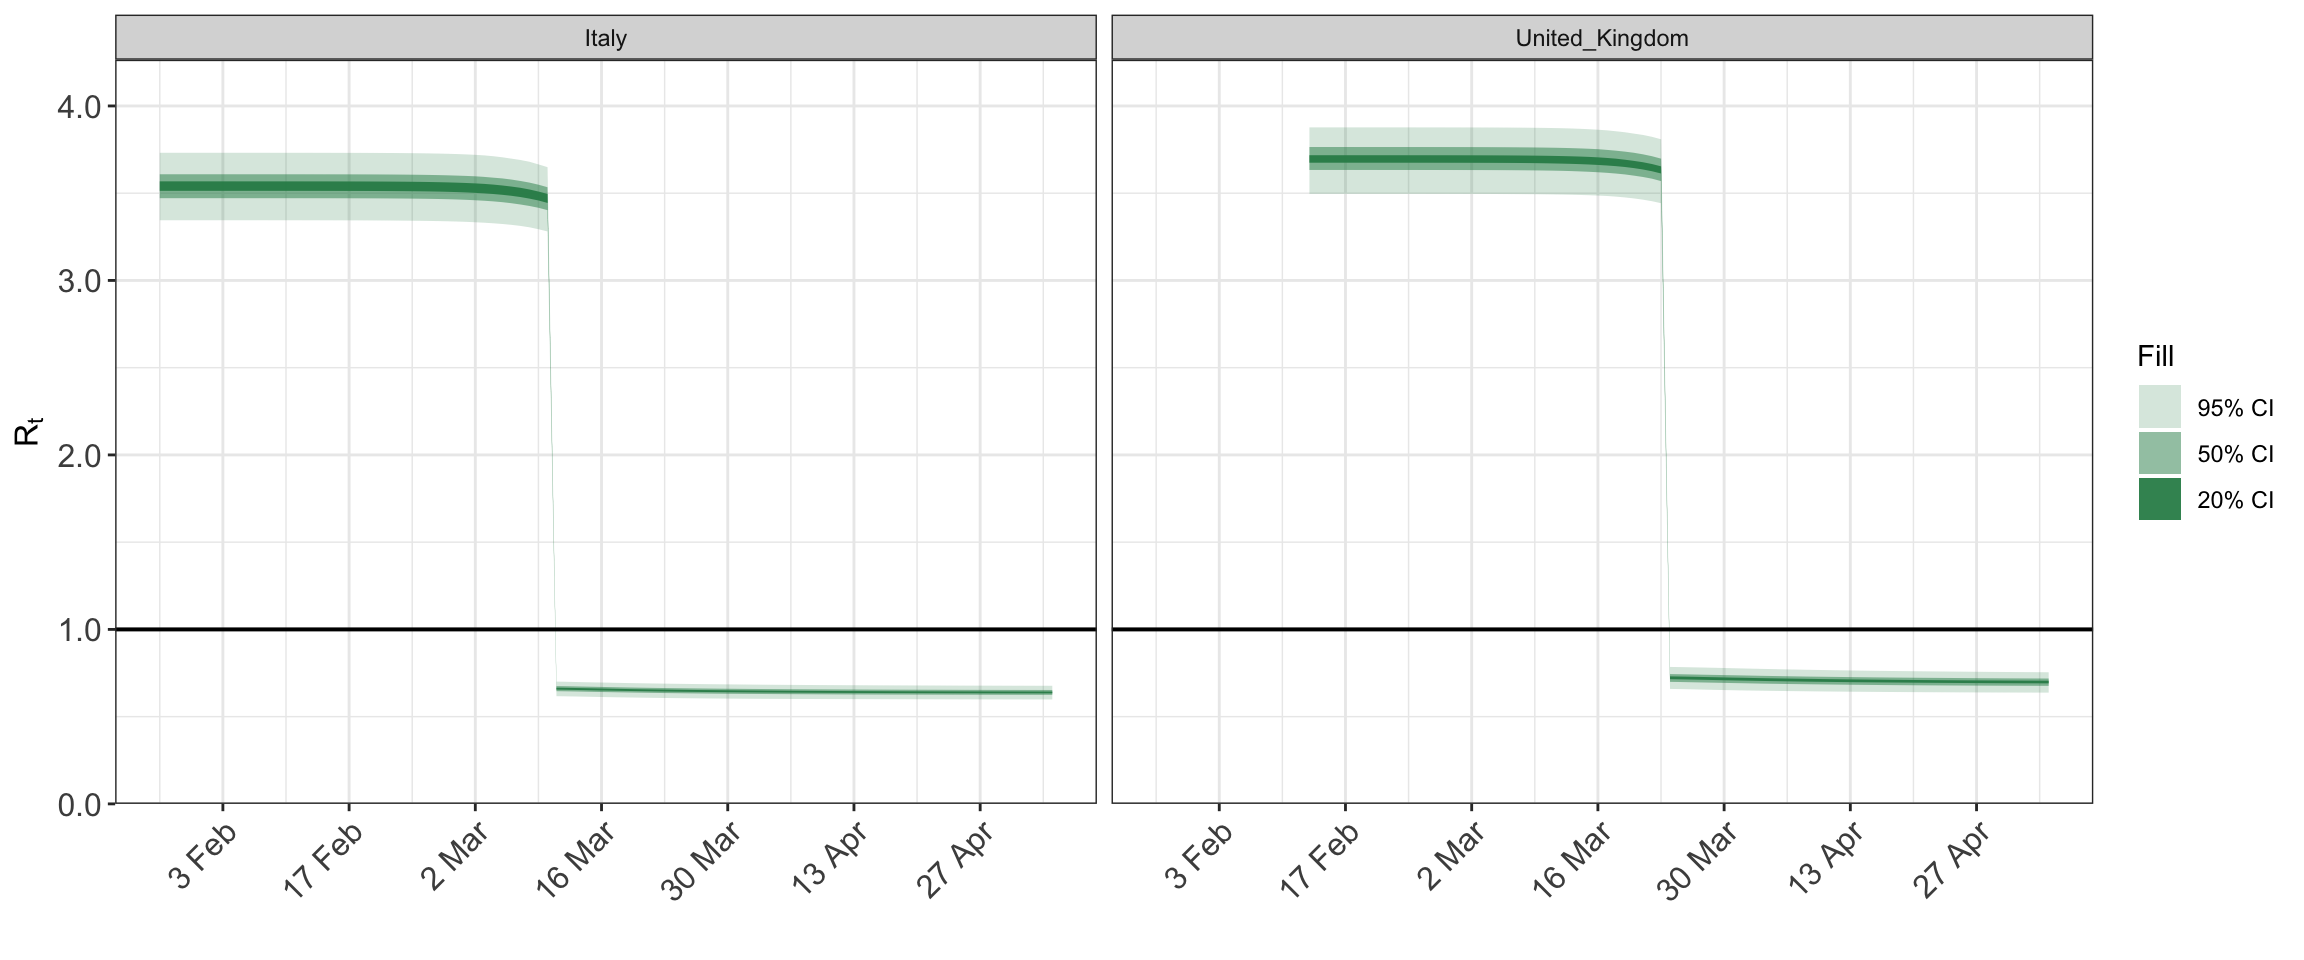 Italy
United_Kingdom
4.0
3.0
2.0
1.0
0.0
Rt
3 Feb
17 Feb
2 Mar
16 Mar
30 Mar
13 Apr
27 Apr
3 Feb
17 Feb
2 Mar
16 Mar
30 Mar
13 Apr
27 Apr
Fill
95% CI
50% CI
20% CI